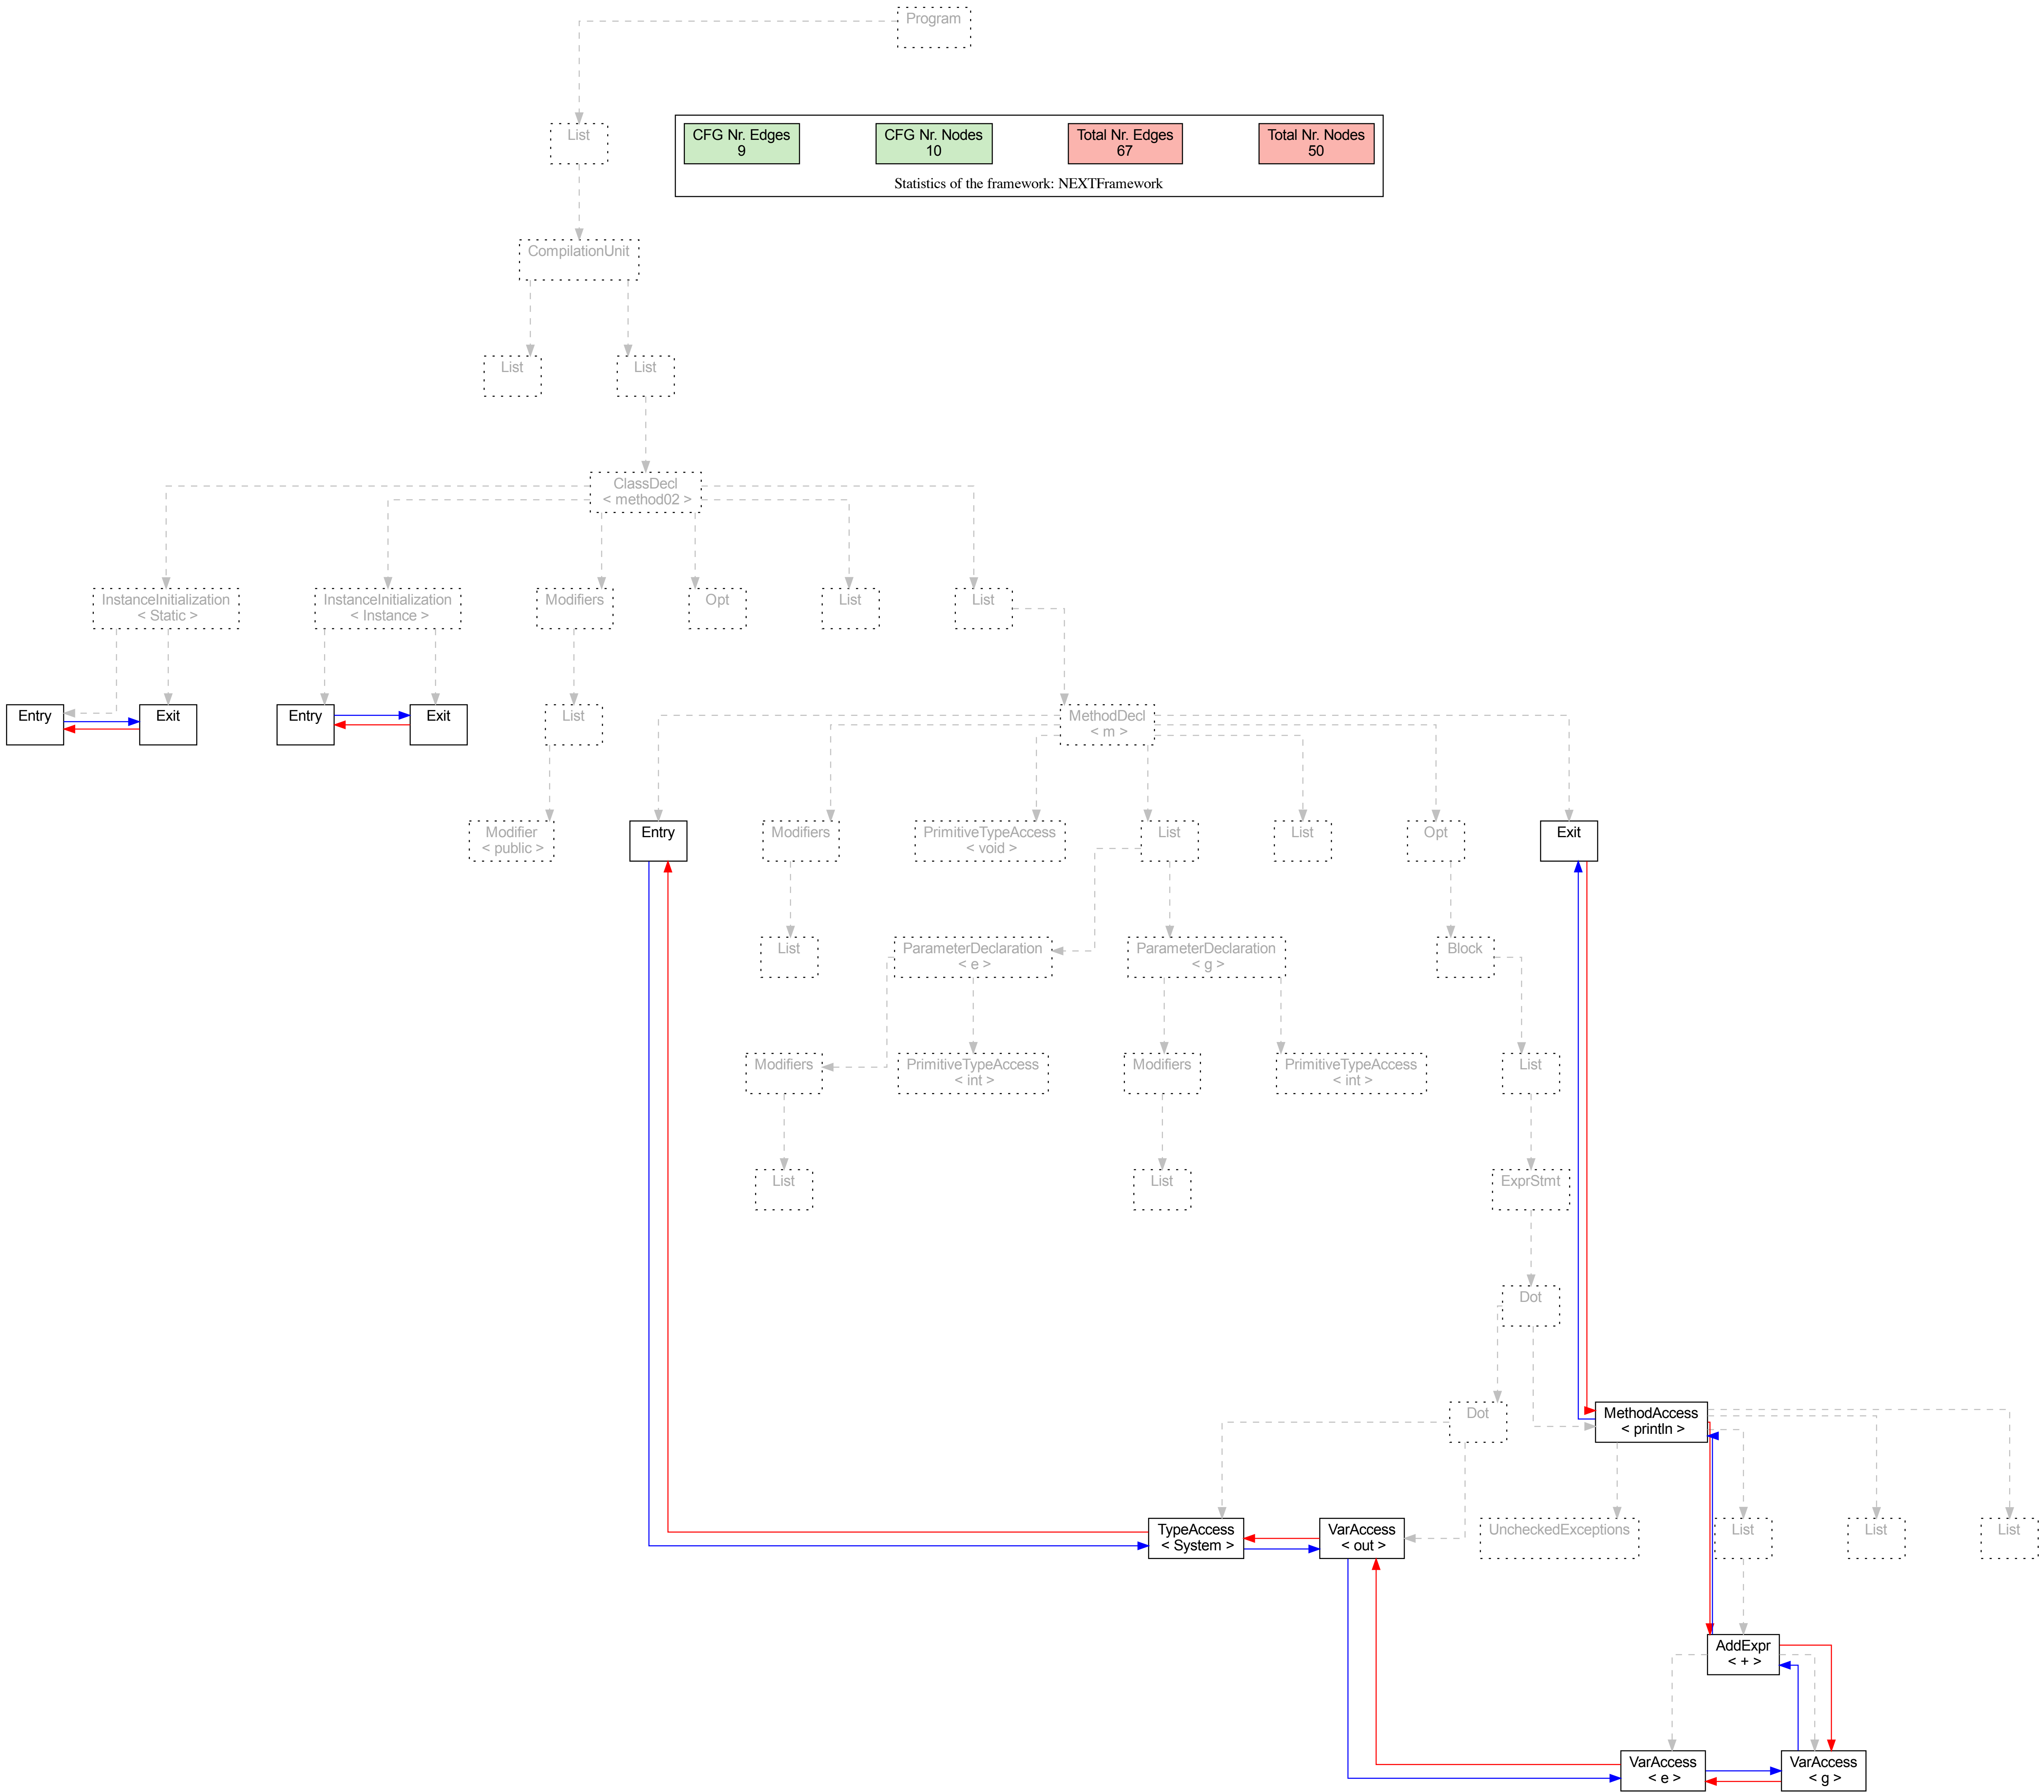 Program
List
CFG Nr. Edges
9
CFG Nr. Nodes
10
Total Nr. Edges
67
Total Nr. Nodes
50
Statistics of the framework: NEXTFramework
CompilationUnit
List
List
ClassDecl
< method02 >
InstanceInitialization
< Static >
InstanceInitialization
< Instance >
Modifiers
Opt
List
List
Entry
Exit
Entry
Exit
List
MethodDecl
< m >
Modifier
< public >
Entry
Modifiers
PrimitiveTypeAccess
< void >
List
List
Opt
Exit
List
ParameterDeclaration
< e >
ParameterDeclaration
< g >
Block
Modifiers
PrimitiveTypeAccess
< int >
Modifiers
PrimitiveTypeAccess
< int >
List
List
List
ExprStmt
Dot
Dot
MethodAccess
< println >
TypeAccess
< System >
VarAccess
< out >
UncheckedExceptions
List
List
List
AddExpr
< + >
VarAccess
< e >
VarAccess
< g >